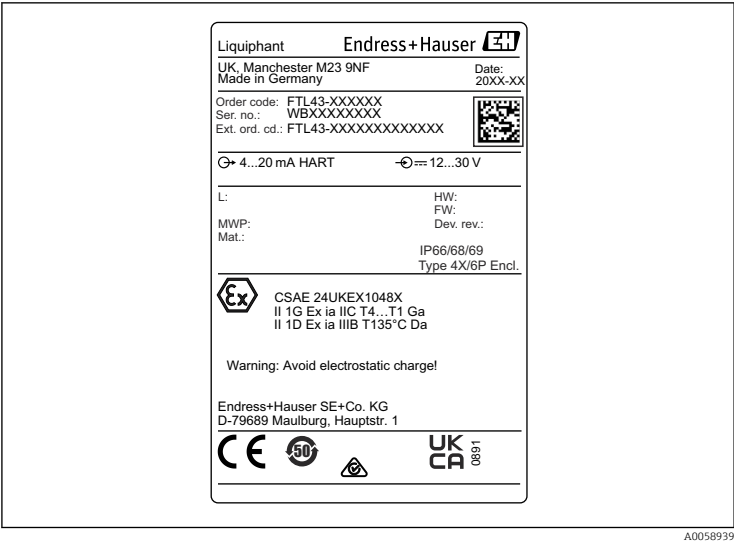 Liquiphant Endress+Hauser EH
UK, Manchester M23 9NF
Made in Germany
Date:
20XX-XX
Order code: FTL43-XXXXXX
Ser. no.: WBXXXXXXXX
Ext. ord. cd.: FTL43-XXXXXXXXXXXXX
4...20 mA HART 12...30 V
L: HW:
FW:
MWP: Dev. rev.:
Mat.:
IP66/68/69
Type 4X/6P Encl.
Ex
CSAE 24UKEX1048X
II 1G Ex ia IIC T4...T1 Ga
II 1D Ex ia IIIB T135°C Da
Warning: Avoid electrostatic charge!
Endress+Hauser SE+Co. KG
D-79689 Maulburg, Hauptstr. 1
CE 50 UK
CA 0891
A0058939